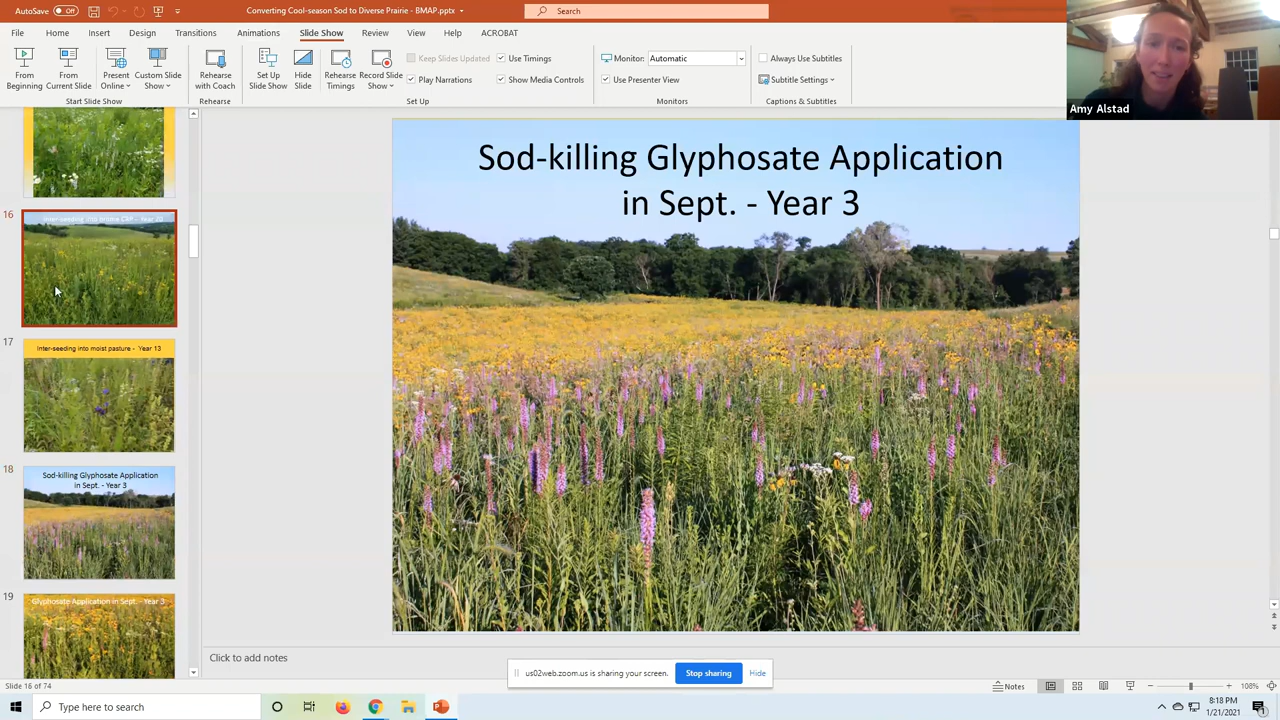 AutoSave Off
Converting Cool-season Sod to Diverse Prairie - BMAP.pptx
Search
File Home Insert Design Transitions Animations Slide Show Review View Help ACROBAT
From Beginning
From Current Slide
Present Online
Custom Slide Show
Start Slide Show
Rehearse with Coach
Rehearse
Set Up Slide Show
Hide Slide
Rehearse Timings
Record Slide Show
Keep Slides Updated
Play Narrations
Use Timings
Show Media Controls
Set Up
Monitor: Automatic
Use Presenter View
Monitors
Always Use Subtitles
Subtitle Settings
Captions & Subtitles
Amy Alstad
16
Inter-seeding into brome CRP - Year 20
17
Inter-seeding into moist pasture - Year 13
18
Sod-killing Glyphosate Application
in Sept. - Year 3
19
Glyphosate Application in Sept. - Year 3
Sod-killing Glyphosate Application
in Sept. - Year 3
Click to add notes
us02web.zoom.us is sharing your screen.
Stop sharing
Hide
Slide 16 of 74
Notes
108%
Type here to search
8:18 PM
1/21/2021